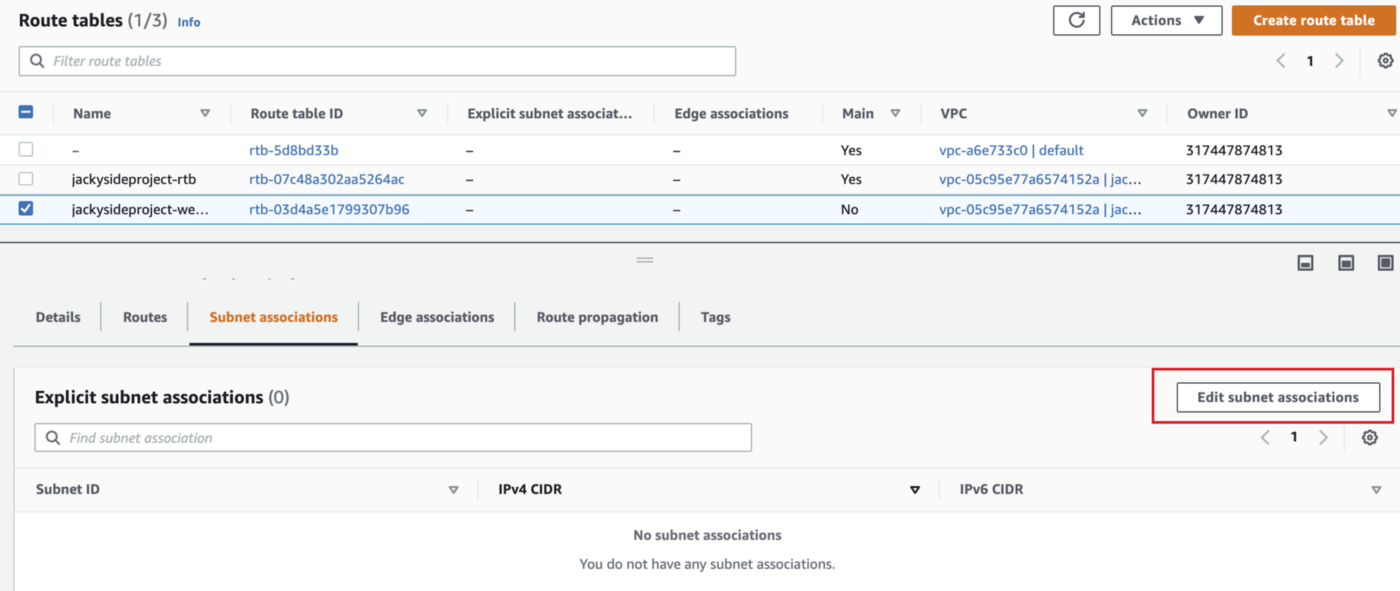 Route tables (1/3) Info Actions ▼ Create route table
Filter route tables 1
Name Route table ID Explicit subnet associat... Edge associations Main VPC Owner ID
– rtb-5d8bd33b – – Yes vpc-a6e733c0 | default 317447874813
jackysideproject-rtb rtb-07c48a302aa5264ac – – Yes vpc-05c95e77a6574152a | jac... 317447874813
jackysideproject-we... rtb-03d4a5e1799307b96 – – No vpc-05c95e77a6574152a | jac... 317447874813
Details Routes Subnet associations Edge associations Route propagation Tags
Explicit subnet associations (0) Edit subnet associations
Find subnet association 1
Subnet ID IPv4 CIDR IPv6 CIDR
No subnet associations
You do not have any subnet associations.